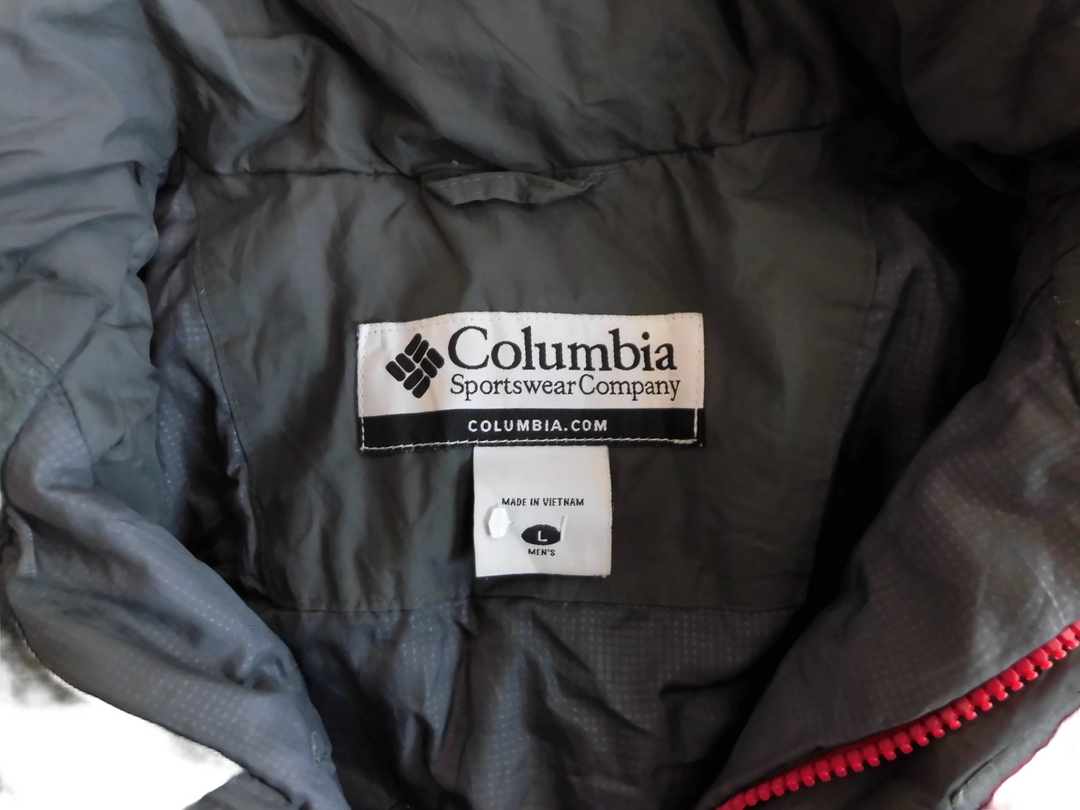 Columbia
Sportswear Company
COLUMBIA.COM
MADE IN VIETNAM
L
MEN'S